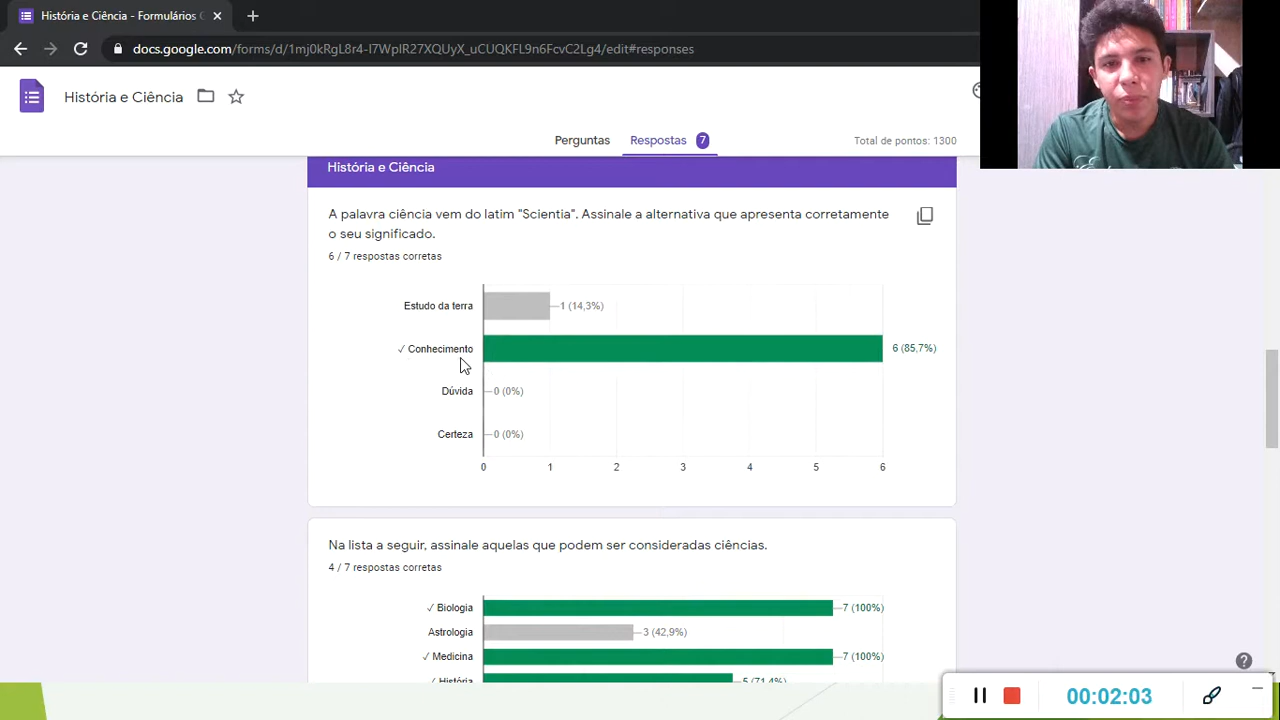 História e Ciência - Formulários
docs.google.com/forms/d/1mj0kRgL8r4-I7WplR27XQUyX_uCUQKFL9n6FcvC2Lg4/edit#responses
História e Ciência
Perguntas
Respostas 7
Total de pontos: 1300
História e Ciência
A palavra ciência vem do latim "Scientia". Assinale a alternativa que apresenta corretamente
o seu significado.
6 / 7 respostas corretas
Estudo da terra
1 (14,3%)
✓ Conhecimento
6 (85,7%)
Dúvida
0 (0%)
Certeza
0 (0%)
0 1 2 3 4 5 6
Na lista a seguir, assinale aquelas que podem ser consideradas ciências.
4 / 7 respostas corretas
✓ Biologia
7 (100%)
Astrologia
3 (42,9%)
✓ Medicina
7 (100%)
✓ História
5 (71,4%)
00:02:03